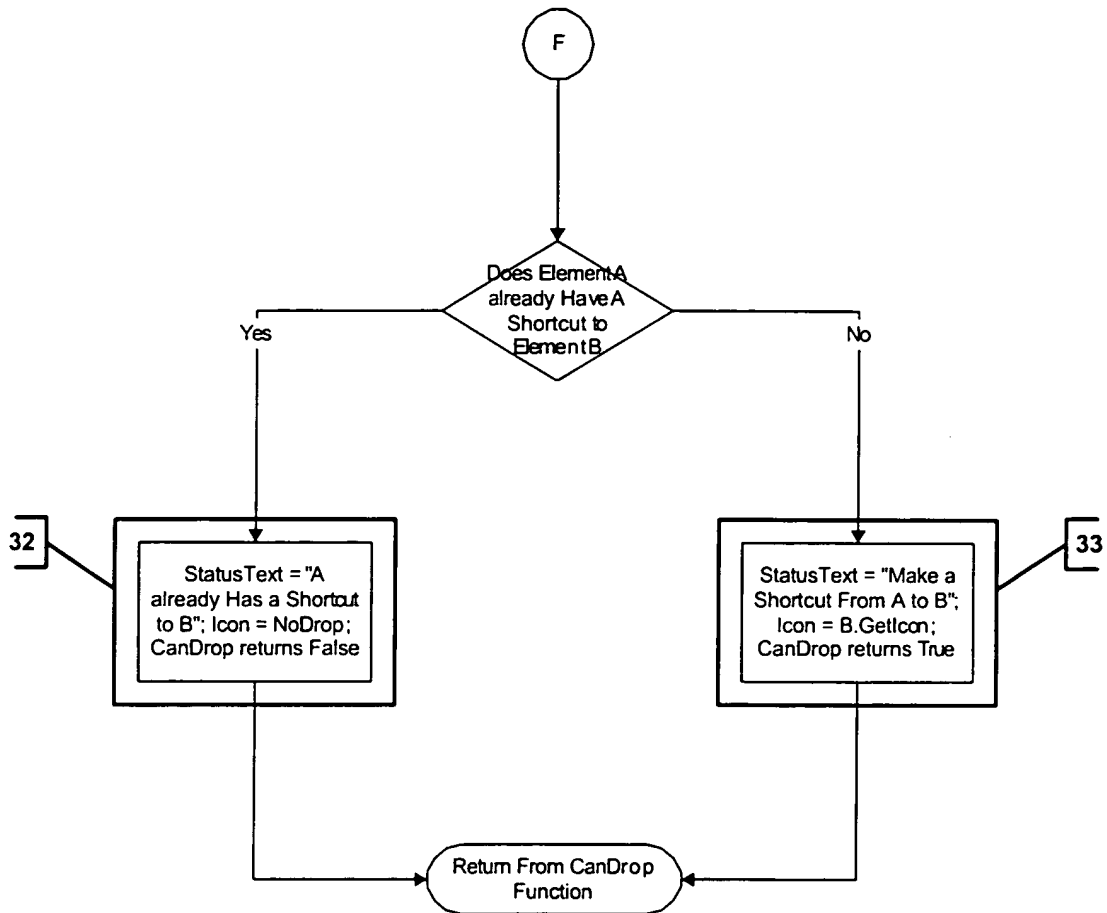 F
Does Element A
already Have A
Shortcut to
Element B
Yes
No
32
33
StatusText = "A
already Has a Shortcut
to B"; Icon = NoDrop;
CanDrop returns False
StatusText = "Make a
Shortcut From A to B";
Icon = B.GetIcon;
CanDrop returns True
Return From CanDrop
Function